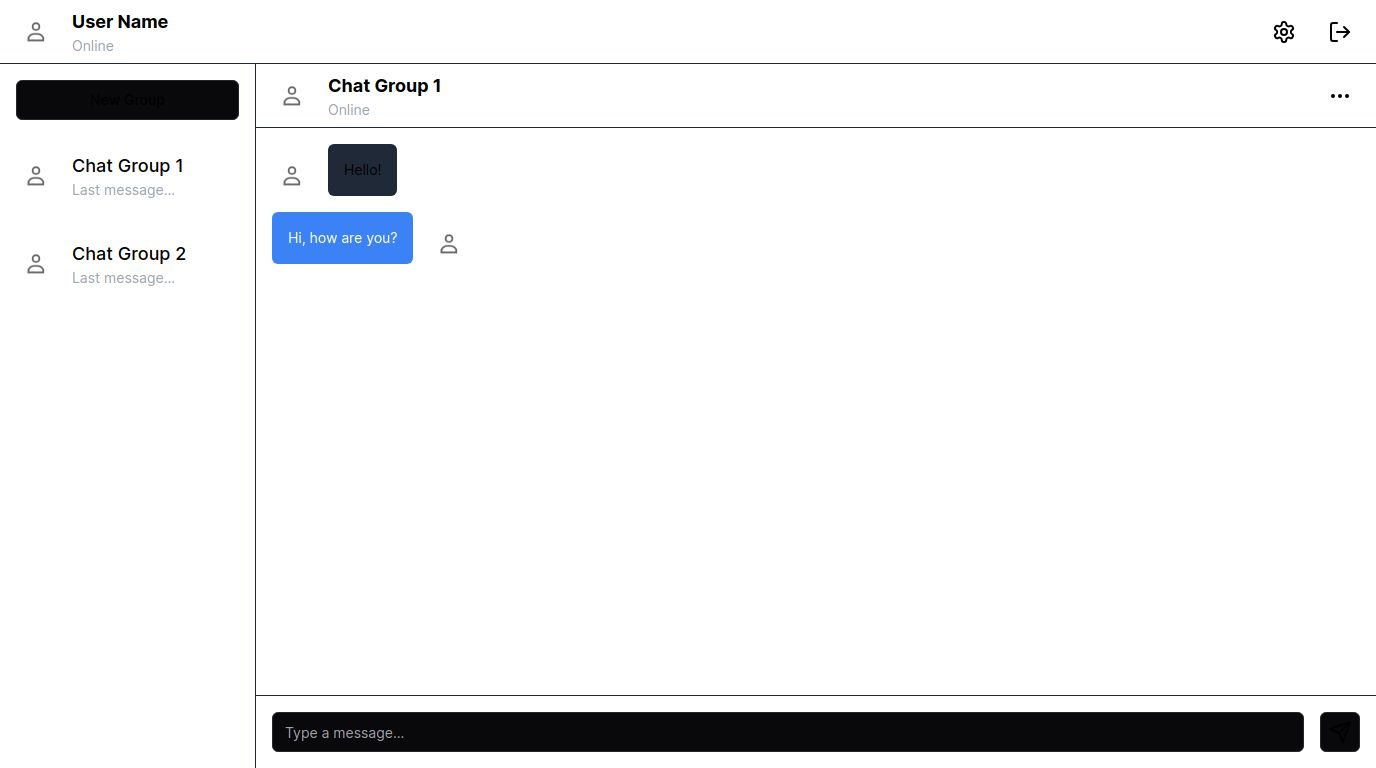 User Name
Online
New Group
Chat Group 1
Last message...
Chat Group 2
Last message...
Chat Group 1
Online
Hello!
Hi, how are you?
Type a message...